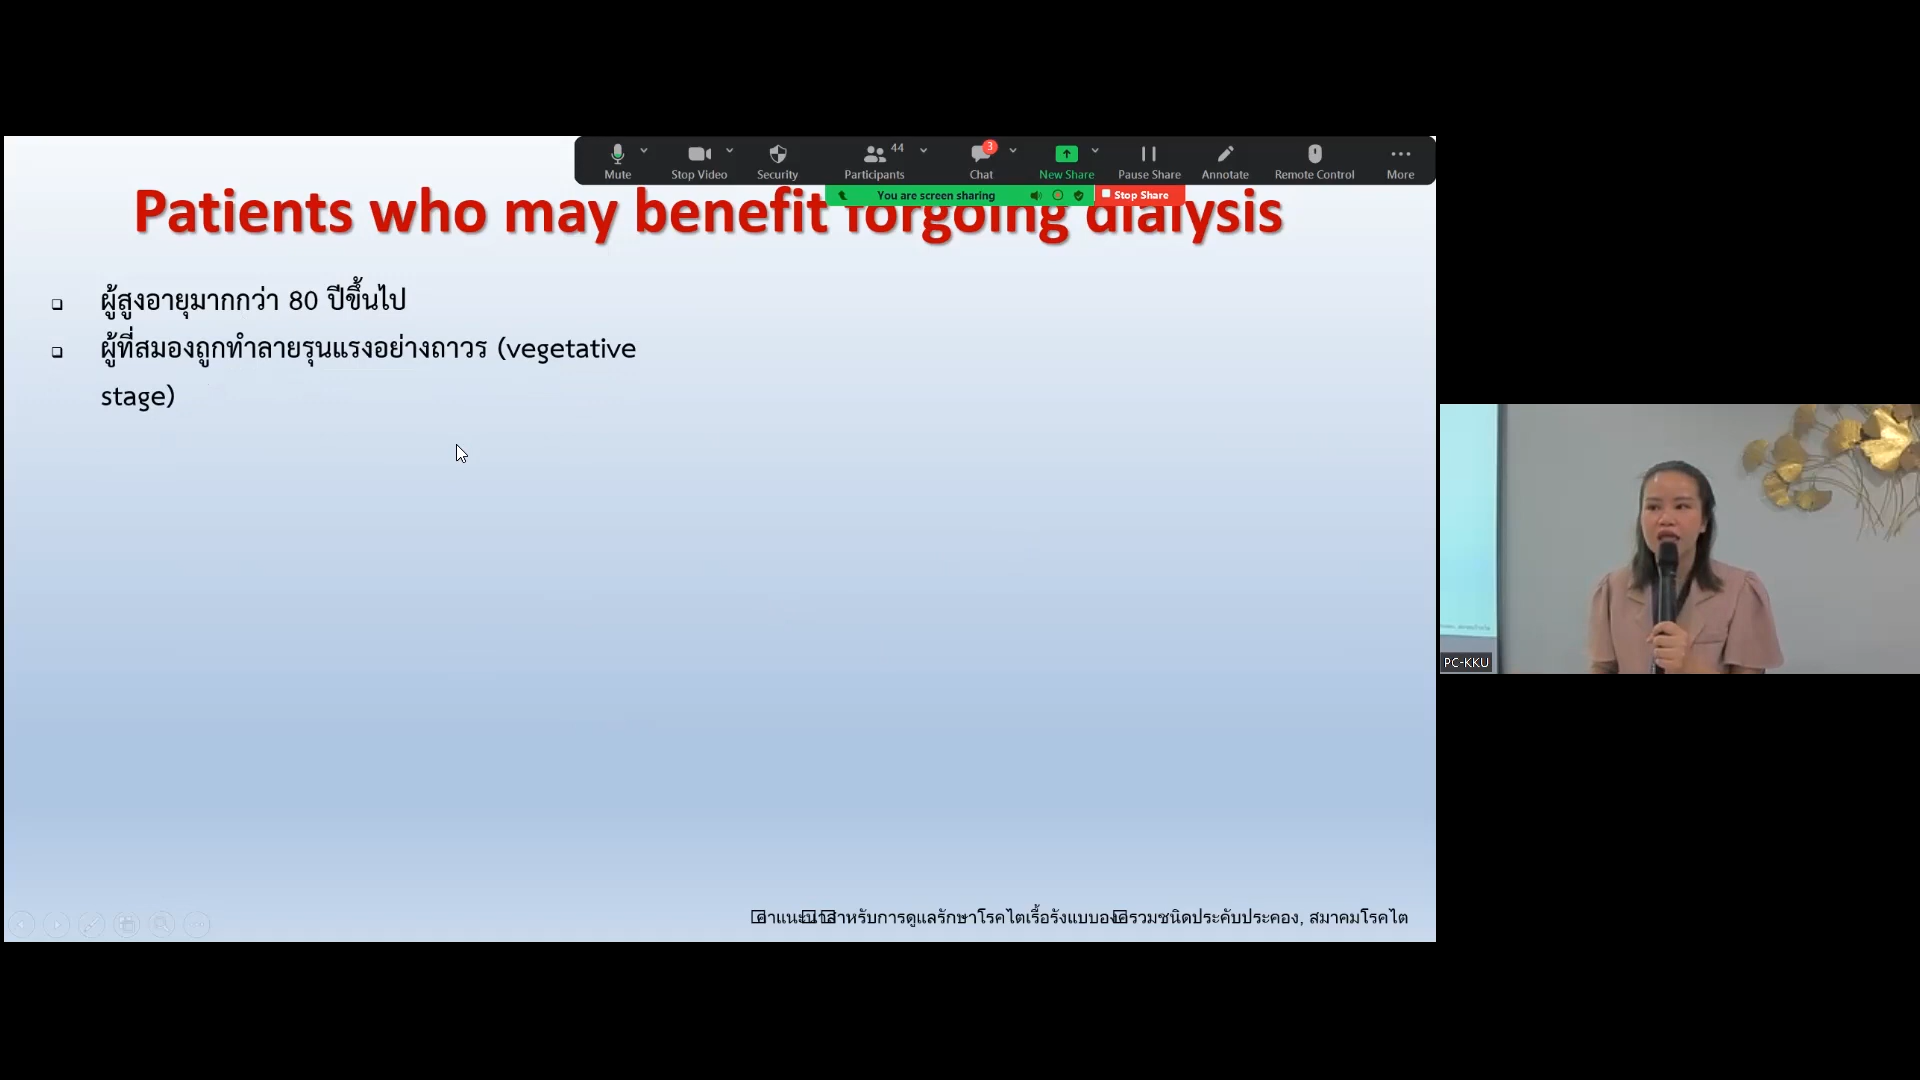 44
3
Mute
Stop Video
Security
Participants
Chat
New Share
Pause Share
Annotate
Remote Control
More
You are screen sharing
Stop Share
Patients who may benefit forgoing dialysis
ผู้สูงอายุมากกว่า 80 ปีขึ้นไป
ผู้ที่สมองถูกทำลายรุนแรงอย่างถาวร (vegetative
stage)
PC-KKU
สำหรับการดูแลรักษาโรคไตเรื้อรังแบบองค์รวมชนิดประคับประคอง, สมาคมโรคไต